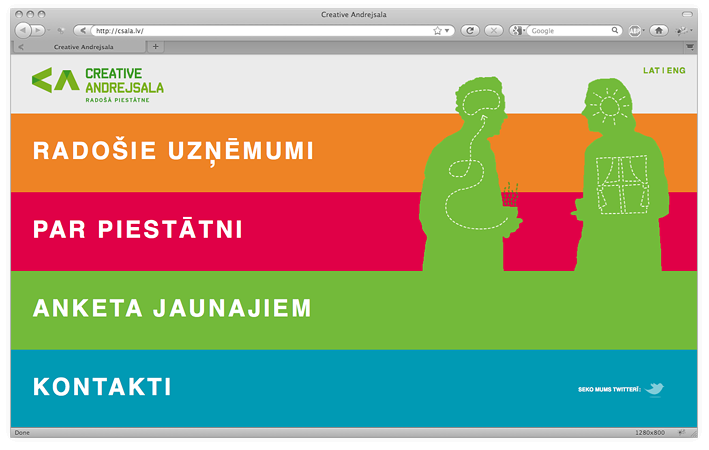 Creative Andrejsala
http://csala.lv/
Google
ABP
Creative Andrejsala
CREATIVE
ANDREJSALA
RADOŠĀ PIESTĀTNE
LAT | ENG
RADOŠIE UZŅĒMUMI
PAR PIESTĀTNI
ANKETA JAUNAJIEM
KONTAKTI
SEKO MUMS TWITTERĪ:
Done
1280x800